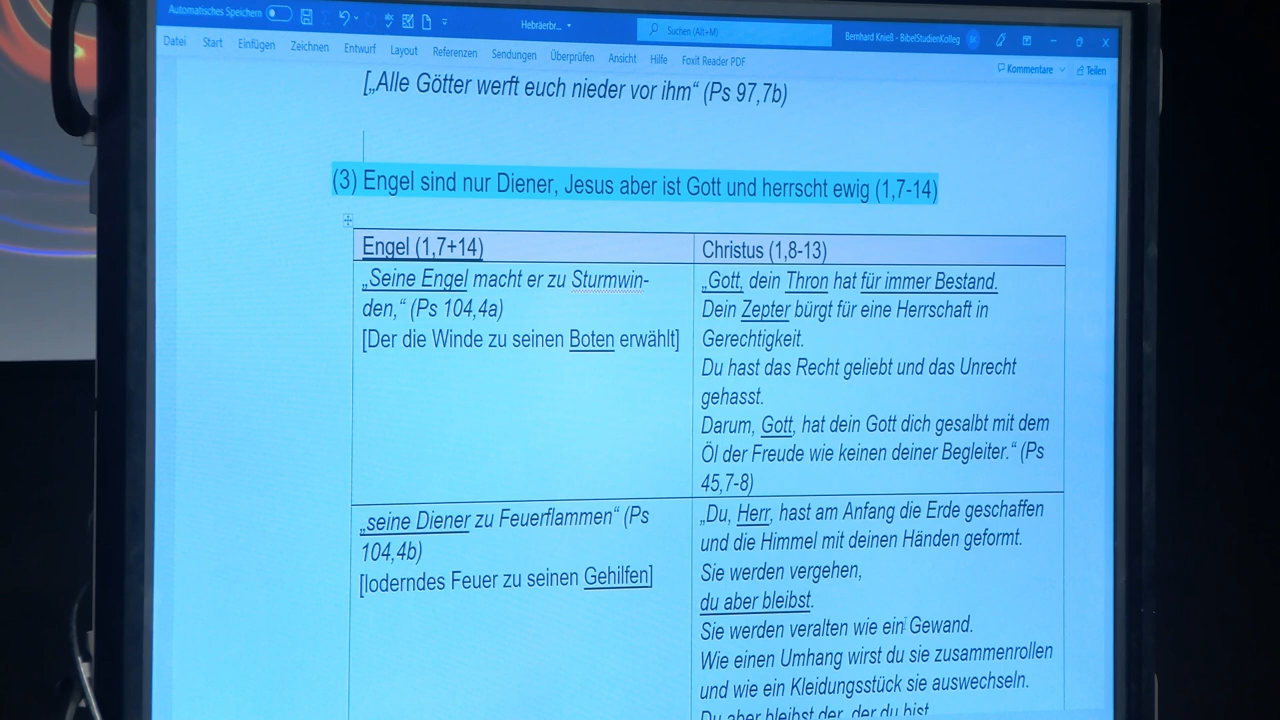 Automatisches Speichern
Hebräerbr...
Suchen (Alt+M)
Bernhard Knieß - BibelStudienKolleg
Datei Start Einfügen Zeichnen Entwurf Layout Referenzen Sendungen Überprüfen Ansicht Hilfe Foxit Reader PDF
Kommentare Teilen
[„Alle Götter werft euch nieder vor ihm“ (Ps 97,7b)
(3) Engel sind nur Diener, Jesus aber ist Gott und herrscht ewig (1,7-14)
Engel (1,7+14)
„Seine Engel macht er zu Sturmwin-
den,“ (Ps 104,4a)
[Der die Winde zu seinen Boten erwählt]
Christus (1,8-13)
„Gott, dein Thron hat für immer Bestand.
Dein Zepter bürgt für eine Herrschaft in
Gerechtigkeit.
Du hast das Recht geliebt und das Unrecht
gehasst.
Darum, Gott, hat dein Gott dich gesalbt mit dem
Öl der Freude wie keinen deiner Begleiter.“ (Ps
45,7-8)
„seine Diener zu Feuerflammen“ (Ps
104,4b)
[loderndes Feuer zu seinen Gehilfen]
„Du, Herr, hast am Anfang die Erde geschaffen
und die Himmel mit deinen Händen geformt.
Sie werden vergehen,
du aber bleibst.
Sie werden veralten wie ein Gewand.
Wie einen Umhang wirst du sie zusammenrollen
und wie ein Kleidungsstück sie auswechseln.
Du aber bleibst der, der du bist